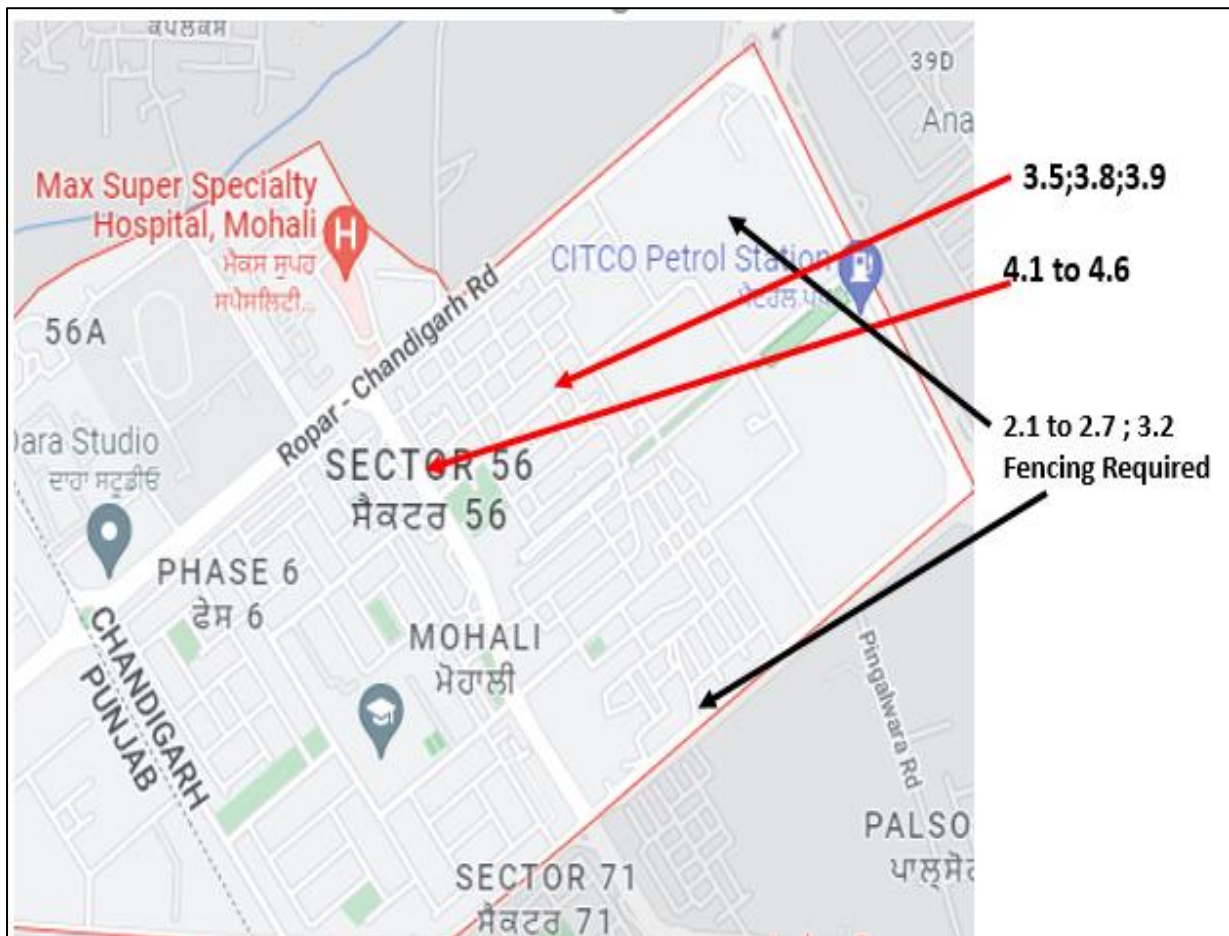 ਕੰਪਲੈਕਸ
39D
Ana
Max Super Specialty
Hospital, Mohali
ਮੈਕਸ ਸੁਪਰ
ਸਪੈਸਲਿਟੀ...
3.5;3.8;3.9
CITCO Petrol Station
4.1 to 4.6
56A
Ropar - Chandigarh Rd
Dara Studio
ਦਾਰਾ ਸਟੂਡੀਓ
SECTOR 56
ਸੈਕਟਰ 56
2.1 to 2.7 ; 3.2
Fencing Required
PHASE 6
ਫੇਸ 6
MOHALI
ਮੋਹਾਲੀ
CHANDIGARH
PUNJAB
Pingalwara Rd
PALSO
SECTOR 71
ਸੈਕਟਰ 71